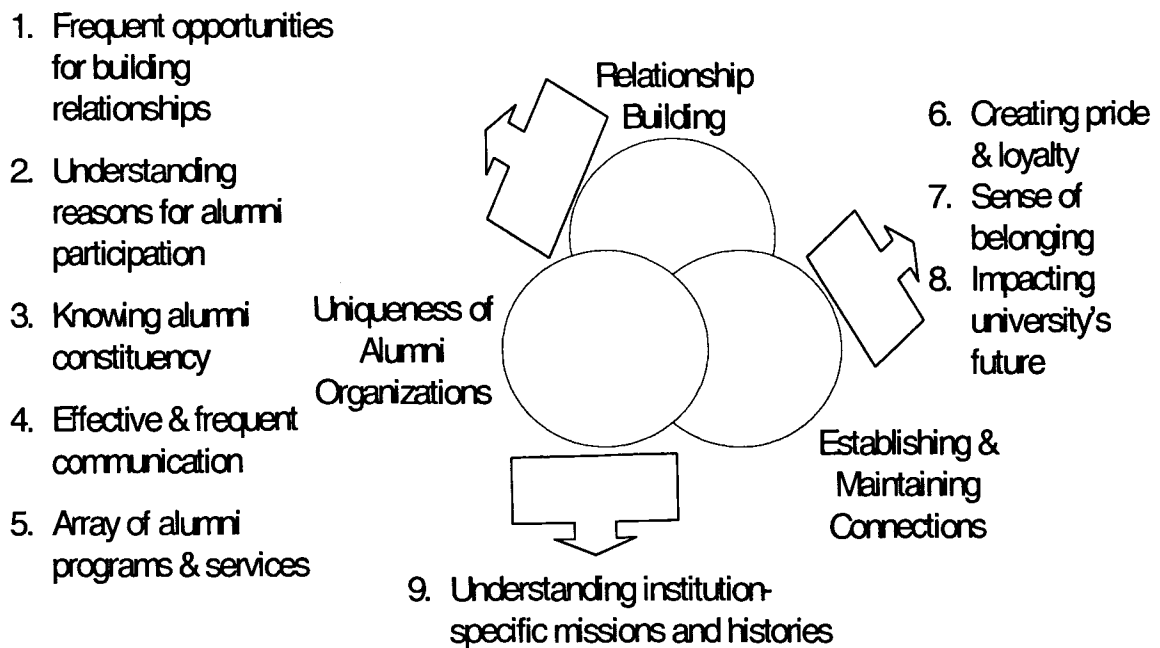 1. Frequent opportunities
for building
relationships
2. Understanding
reasons for alumni
participation
3. Knowing alumni
constituency
4. Effective & frequent
communication
5. Array of alumni
programs & services
Relationship
Building
Uniqueness of
Alumni
Organizations
Establishing &
Maintaining
Connections
6. Creating pride
& loyalty
7. Sense of
belonging
8. Impacting
university's
future
9. Understanding institution-
specific missions and histories